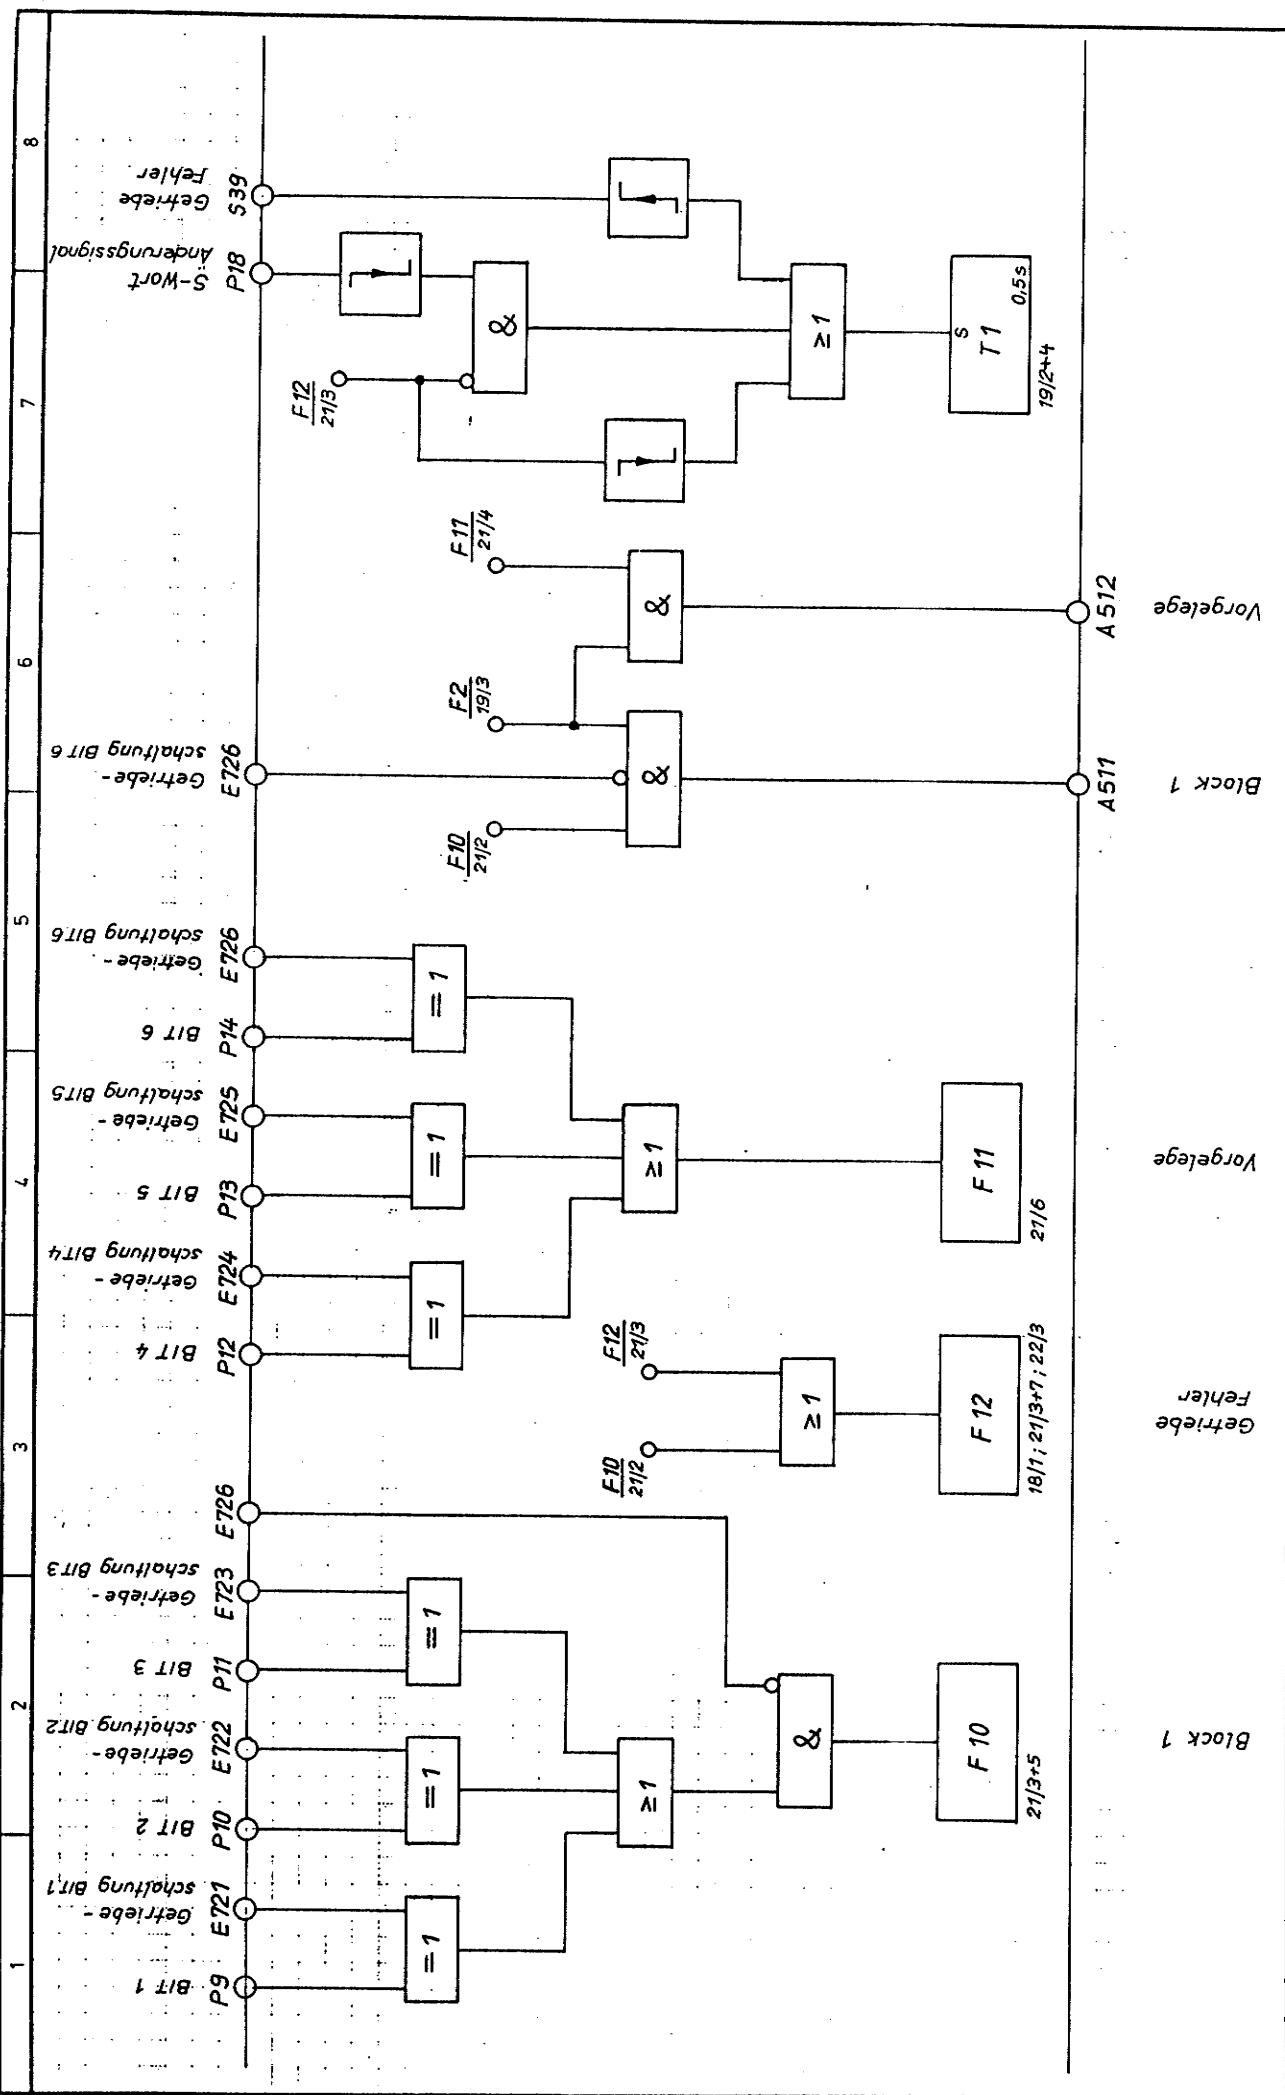 1
2
3
4
5
6
7
8
BIT 1
P9
Getriebe-
schaltung BIT1
E721
BIT 2
P10
Getriebe-
schaltung BIT2
E722
BIT 3
P11
Getriebe-
schaltung BIT3
E723
E726
BIT 4
P12
Getriebe-
schaltung BIT4
E724
BIT 5
P13
Getriebe-
schaltung BIT5
E725
BIT 6
P14
Getriebe-
schaltung BIT6
E726
Getriebe-
schaltung BIT6
E726
S-Wort
Änderungssignal
P18
Getriebe
Fehler
S39
=1
=1
=1
≥1
&
F10
21/3+5
Block 1
F10
21/2
F12
21/3
≥1
F12
18/1; 21/3+7; 22/3
Getriebe
Fehler
=1
=1
=1
≥1
F11
21/6
Vorgelege
F10
21/2
F2
19/3
&
A511
Block 1
F11
21/4
&
A512
Vorgelege
F12
21/3
&
≥1
S
T1
0,5s
19/2+4